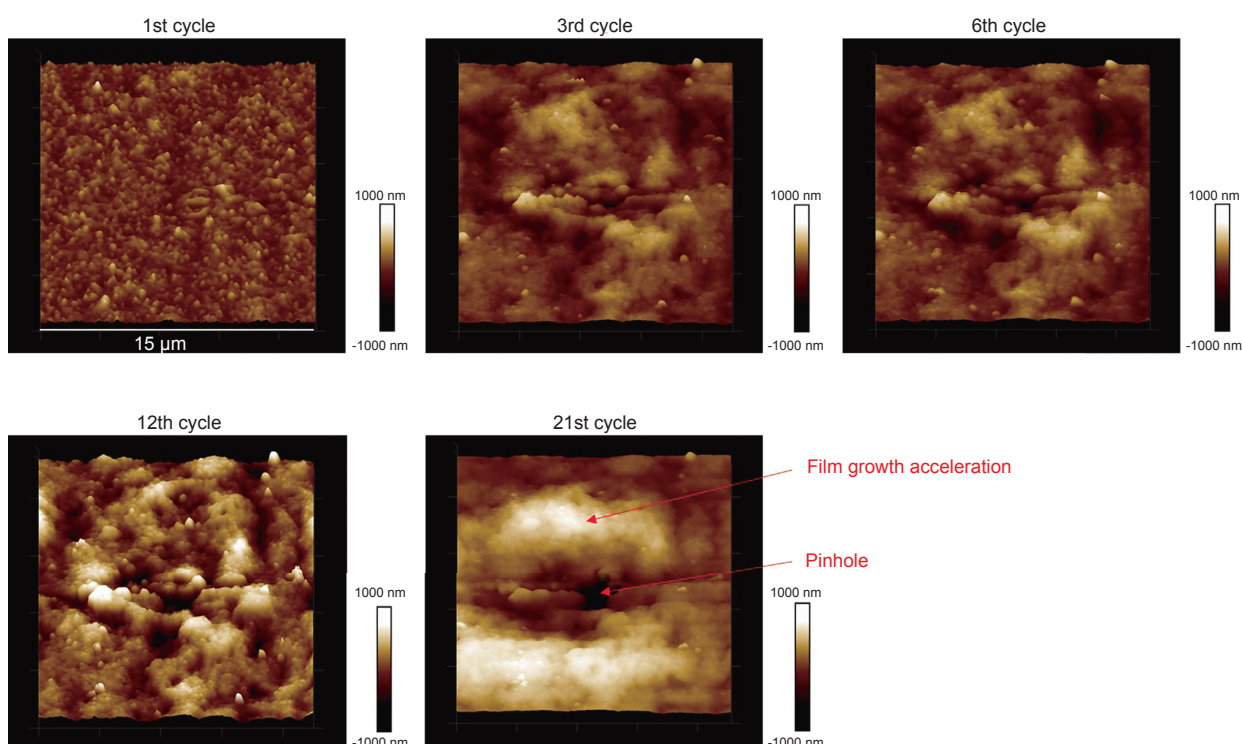 1st cycle
3rd cycle
6th cycle
1000 nm
-1000 nm
15 µm
1000 nm
-1000 nm
1000 nm
-1000 nm
12th cycle
21st cycle
1000 nm
-1000 nm
1000 nm
-1000 nm
Film growth acceleration
Pinhole